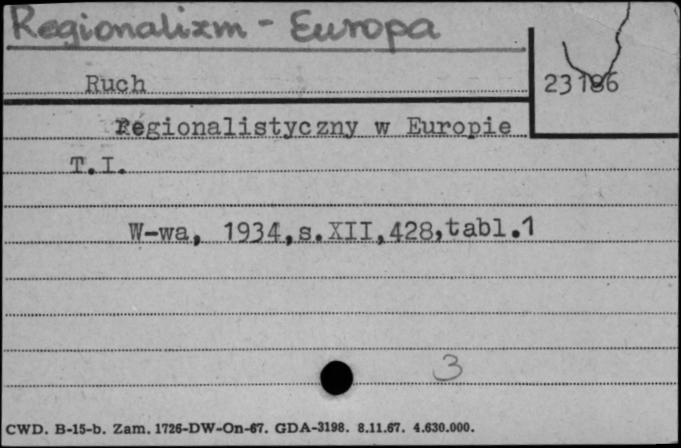 Regionalizm - Europa
Ruch
23186
regionalistyczny w Europie
T.I.
W-wa, 1934,s.XII,428,tabl.1
3
CWD. B-15-b. Zam. 1726-DW-On-67. GDA-3198. 8.11.67. 4.630.000.